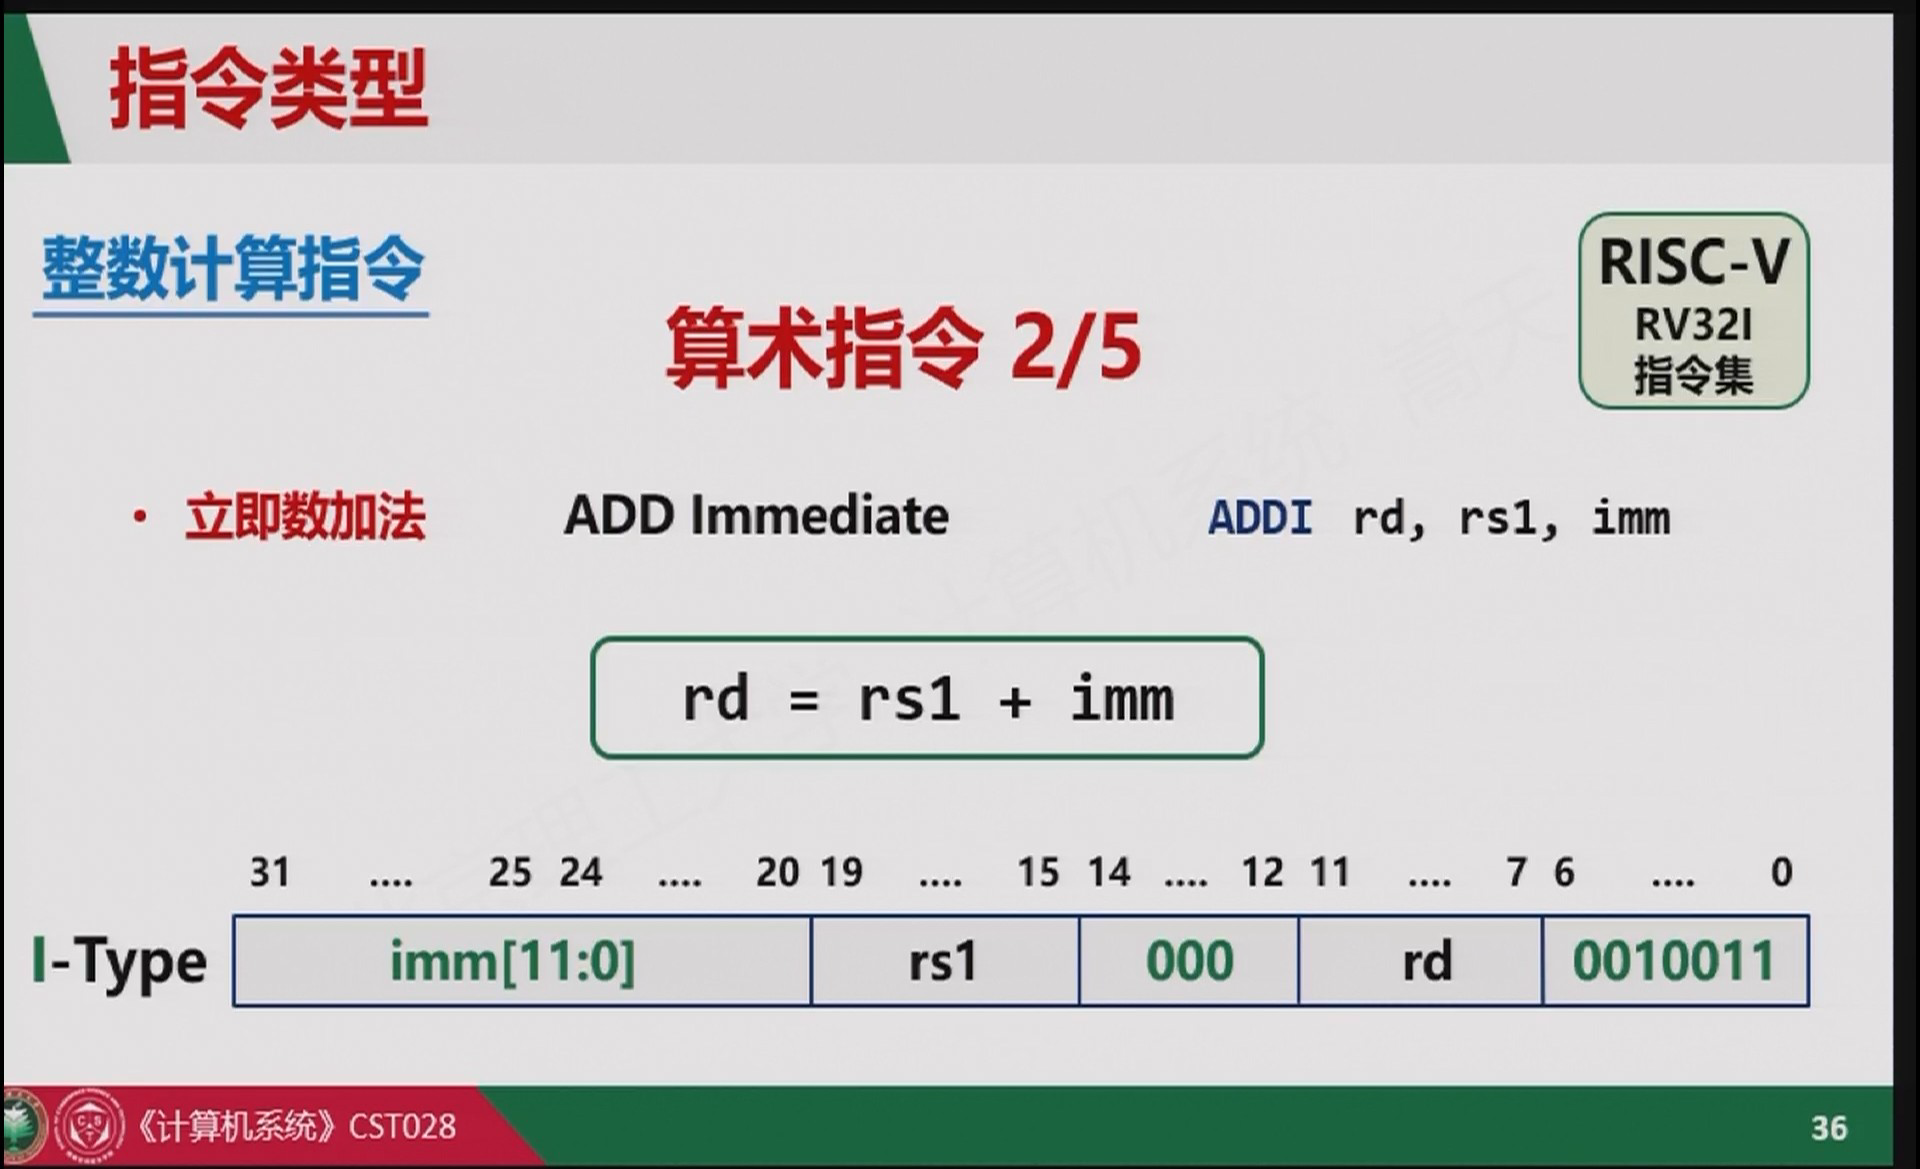 指令类型
整数计算指令
RISC-V
RV32I
指令集
算术指令 2/5
• 立即数加法 ADD Immediate ADDI rd, rs1, imm
rd = rs1 + imm
31 .... 25 24 .... 20 19 .... 15 14 .... 12 11 .... 7 6 .... 0
I-Type imm[11:0] rs1 000 rd 0010011
《计算机系统》CST028
36